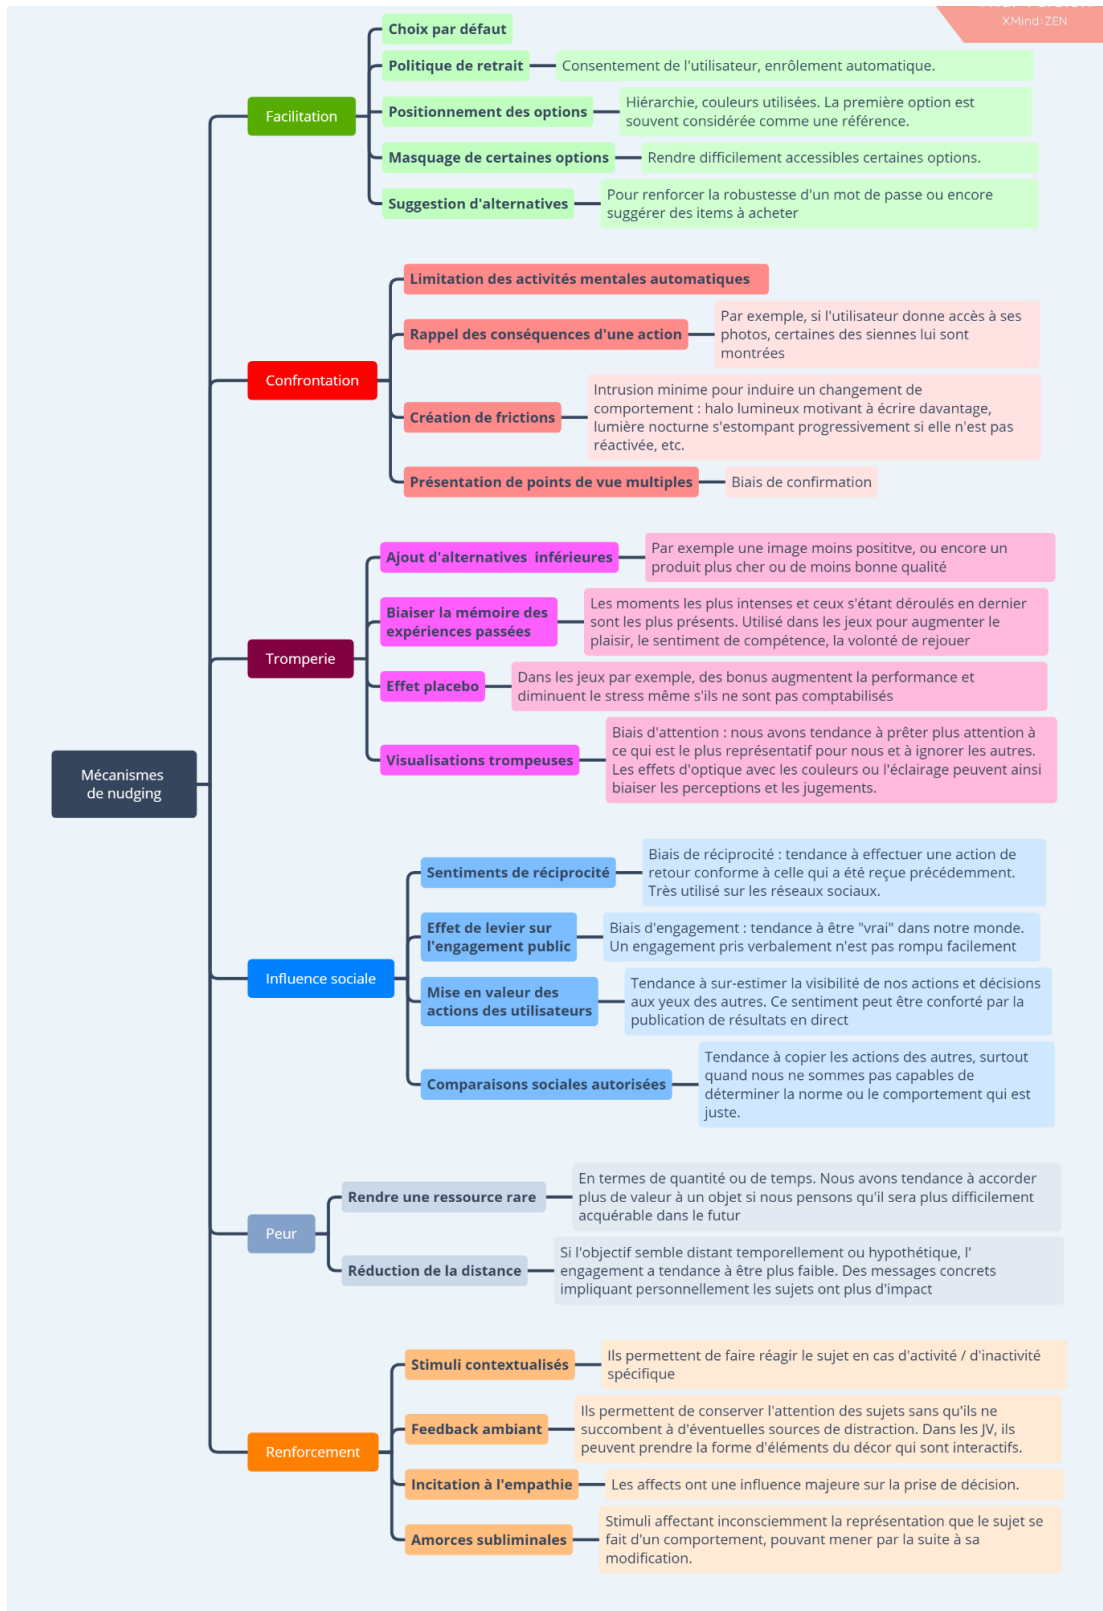 XMind:ZEN
Choix par défaut
Politique de retrait
Consentement de l'utilisateur, enrôlement automatique.
Facilitation
Positionnement des options
Hiérarchie, couleurs utilisées. La première option est
souvent considérée comme une référence.
Masquage de certaines options
Rendre difficilement accessibles certaines options.
Suggestion d'alternatives
Pour renforcer la robustesse d'un mot de passe ou encore
suggérer des items à acheter
Limitation des activités mentales automatiques
Rappel des conséquences d'une action
Par exemple, si l'utilisateur donne accès à ses
photos, certaines des siennes lui sont
montrées
Confrontation
Création de frictions
Intrusion minime pour induire un changement de
comportement : halo lumineux motivant à écrire davantage,
lumière nocturne s'estompant progressivement si elle n'est pas
réactivée, etc.
Présentation de points de vue multiples
Biais de confirmation
Ajout d'alternatives  inférieures
Par exemple une image moins posititve, ou encore un
produit plus cher ou de moins bonne qualité
Biaiser la mémoire des
expériences passées
Les moments les plus intenses et ceux s'étant déroulés en dernier
sont les plus présents. Utilisé dans les jeux pour augmenter le
plaisir, le sentiment de compétence, la volonté de rejouer
Tromperie
Effet placebo
Dans les jeux par exemple, des bonus augmentent la performance et
diminuent le stress même s'ils ne sont pas comptabilisés
Visualisations trompeuses
Biais d'attention : nous avons tendance à prêter plus attention à
ce qui est le plus représentatif pour nous et à ignorer les autres.
Les effets d'optique avec les couleurs ou l'éclairage peuvent ainsi
biaiser les perceptions et les jugements.
Mécanismes
de nudging
Sentiments de réciprocité
Biais de réciprocité : tendance à effectuer une action de
retour conforme à celle qui a été reçue précédemment.
Très utilisé sur les réseaux sociaux.
Effet de levier sur
l'engagement public
Biais d'engagement : tendance à être "vrai" dans notre monde.
Un engagement pris verbalement n'est pas rompu facilement
Influence sociale
Mise en valeur des
actions des utilisateurs
Tendance à sur-estimer la visibilité de nos actions et décisions
aux yeux des autres. Ce sentiment peut être conforté par la
publication de résultats en direct
Comparaisons sociales autorisées
Tendance à copier les actions des autres, surtout
quand nous ne sommes pas capables de
déterminer la norme ou le comportement qui est
juste.
Rendre une ressource rare
En termes de quantité ou de temps. Nous avons tendance à accorder
plus de valeur à un objet si nous pensons qu'il sera plus difficilement
acquérable dans le futur
Peur
Réduction de la distance
Si l'objectif semble distant temporellement ou hypothétique, l'
engagement a tendance à être plus faible. Des messages concrets
impliquant personnellement les sujets ont plus d'impact
Stimuli contextualisés
Ils permettent de faire réagir le sujet en cas d'activité / d'inactivité
spécifique
Feedback ambiant
Ils permettent de conserver l'attention des sujets sans qu'ils ne
succombent à d'éventuelles sources de distraction. Dans les JV, ils
peuvent prendre la forme d'éléments du décor qui sont interactifs.
Renforcement
Incitation à l'empathie
Les affects ont une influence majeure sur la prise de décision.
Amorces subliminales
Stimuli affectant inconsciemment la représentation que le sujet se
fait d'un comportement, pouvant mener par la suite à sa
modification.